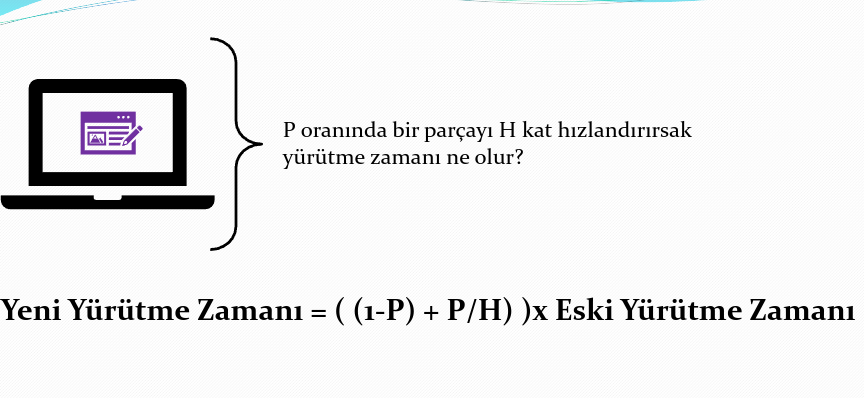 P oranında bir parçayı H kat hızlandırırsak
yürütme zamanı ne olur?
Yeni Yürütme Zamanı = ( (1-P) + P/H) )x Eski Yürütme Zamanı